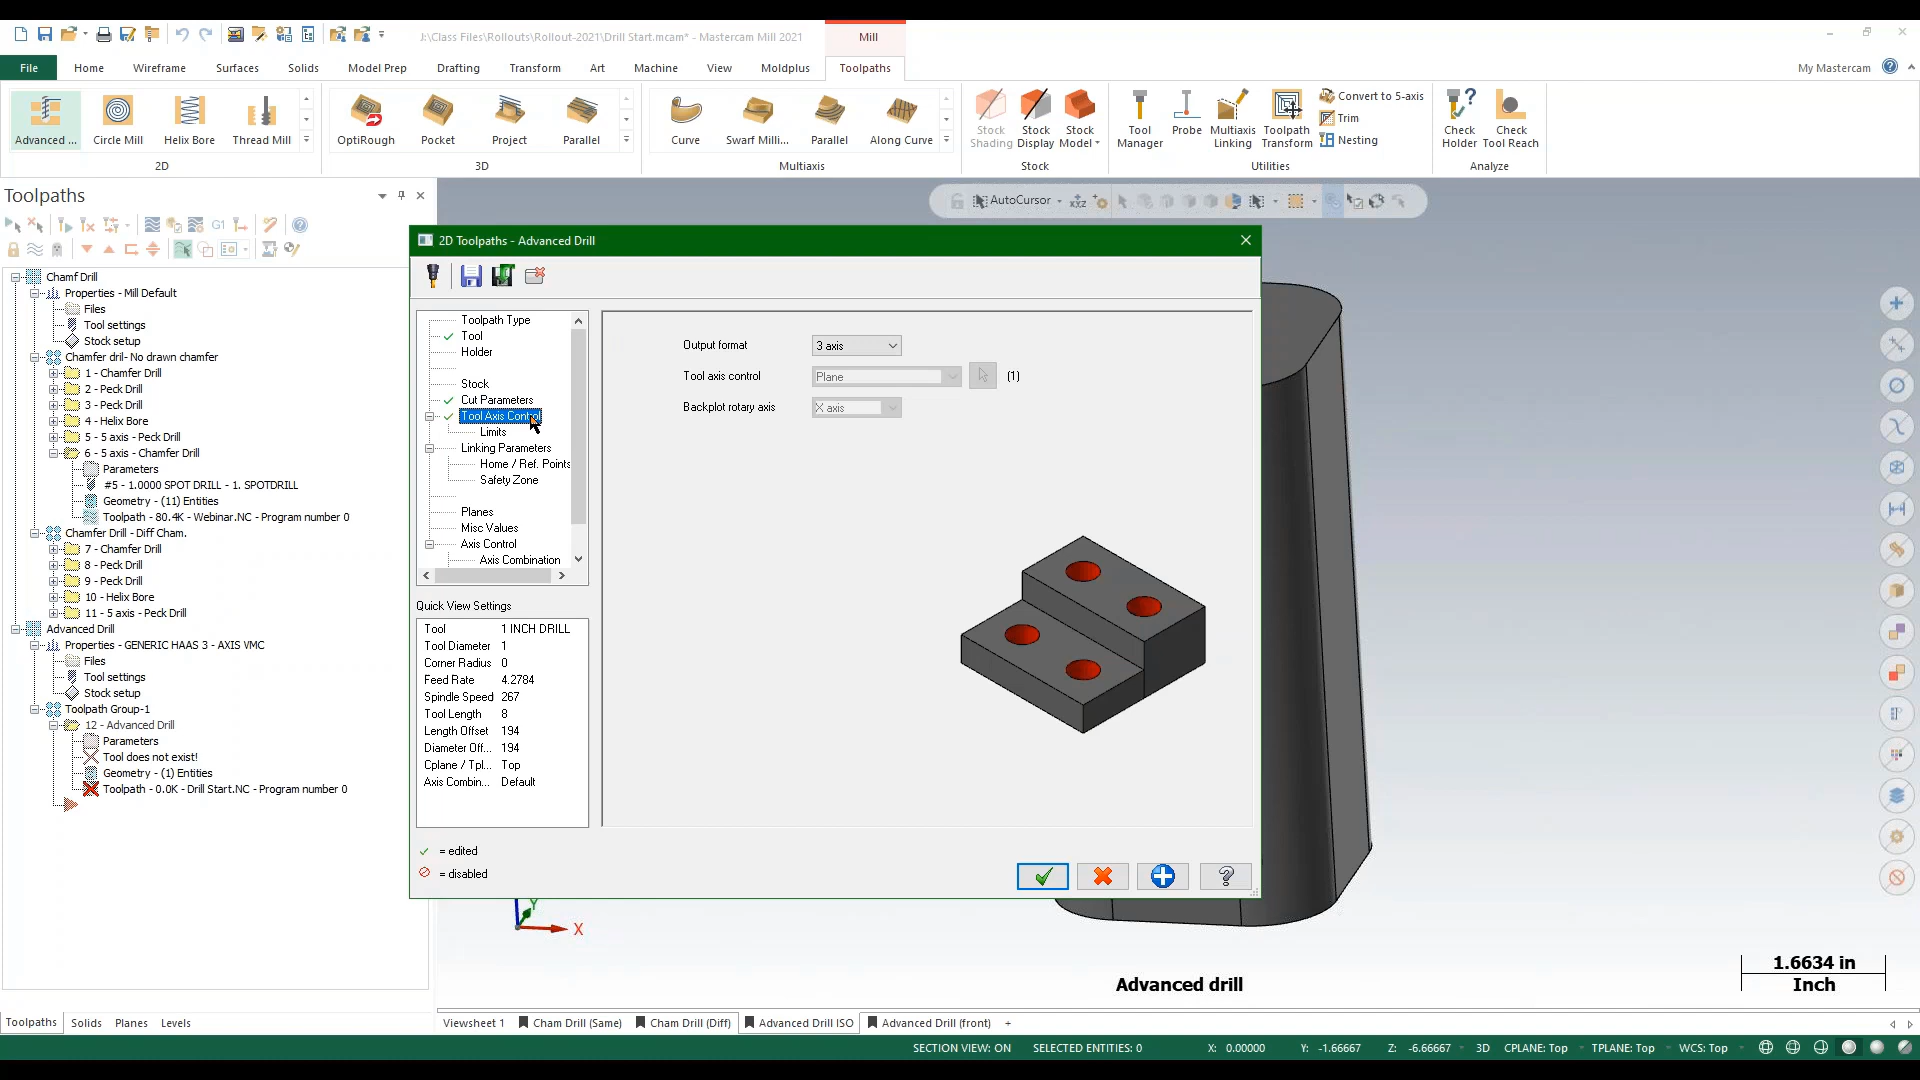 J:\Class Files\Rollouts\Rollout-2021\Drill Start.mcam* - Mastercam Mill 2021
Mill
File
Home
Wireframe
Surfaces
Solids
Model Prep
Drafting
Transform
Art
Machine
View
Moldplus
Toolpaths
My Mastercam
Advanced ...
Circle Mill
Helix Bore
Thread Mill
OptiRough
Pocket
Project
Parallel
Curve
Swarf Milli...
Parallel
Along Curve
Stock Shading
Stock Display
Stock Model
Tool Manager
Probe
Multiaxis Linking
Toolpath Transform
Convert to 5-axis
Trim
Nesting
Check Holder
Check Tool Reach
2D
3D
Multiaxis
Stock
Utilities
Analyze
Toolpaths
G1
AutoCursor
Chamf Drill
Properties - Mill Default
Files
Tool settings
Stock setup
Chamfer dril- No drawn chamfer
1 - Chamfer Drill
2 - Peck Drill
3 - Peck Drill
4 - Helix Bore
5 - 5 axis - Peck Drill
6 - 5 axis - Chamfer Drill
Parameters
#5 - 1.0000 SPOT DRILL - 1. SPOTDRILL
Geometry - (11) Entities
Toolpath - 80.4K - Webinar.NC - Program number 0
Chamfer Drill - Diff Cham.
7 - Chamfer Drill
8 - Peck Drill
9 - Peck Drill
10 - Helix Bore
11 - 5 axis - Peck Drill
Advanced Drill
Properties - GENERIC HAAS 3 - AXIS VMC
Files
Tool settings
Stock setup
Toolpath Group-1
12 - Advanced Drill
Parameters
Tool does not exist!
Geometry - (1) Entities
Toolpath - 0.0K - Drill Start.NC - Program number 0
2D Toolpaths - Advanced Drill
Toolpath Type
Tool
Holder
Stock
Cut Parameters
Tool Axis Control
Limits
Linking Parameters
Home / Ref. Points
Safety Zone
Planes
Misc Values
Axis Control
Axis Combination
Output format
3 axis
Tool axis control
Plane
(1)
Backplot rotary axis
X axis
Quick View Settings
Tool 1 INCH DRILL
Tool Diameter 1
Corner Radius 0
Feed Rate 4.2784
Spindle Speed 267
Tool Length 8
Length Offset 194
Diameter Off... 194
Cplane / Tpl... Top
Axis Combin... Default
= edited
= disabled
Y
X
Advanced drill
1.6634 in
Inch
Toolpaths
Solids
Planes
Levels
Viewsheet 1
Cham Drill (Same)
Cham Drill (Diff)
Advanced Drill ISO
Advanced Drill (front)
+
SECTION VIEW: ON
SELECTED ENTITIES: 0
X: 0.00000
Y: -1.66667
Z: -6.66667
3D
CPLANE: Top
TPLANE: Top
WCS: Top